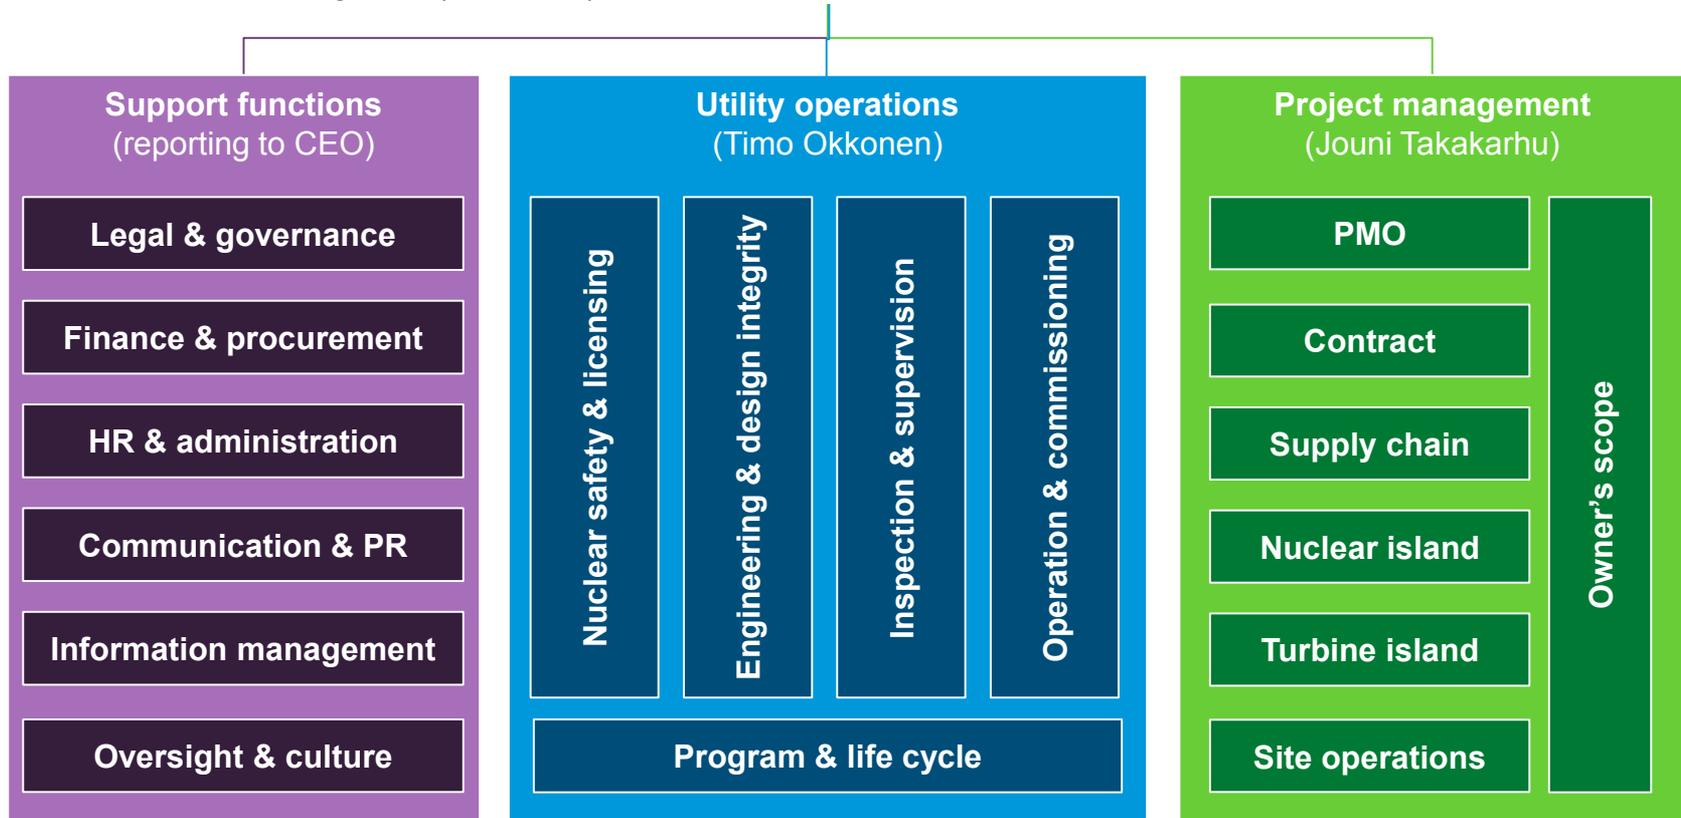 Support functions
(reporting to CEO)
Legal & governance
Finance & procurement
HR & administration
Communication & PR
Information management
Oversight & culture
Utility operations
(Timo Okkonen)
Nuclear safety & licensing
Engineering & design integrity
Inspection & supervision
Operation & commissioning
Program & life cycle
Project management
(Jouni Takakarhu)
PMO
Contract
Supply chain
Nuclear island
Turbine island
Site operations
Owner’s scope